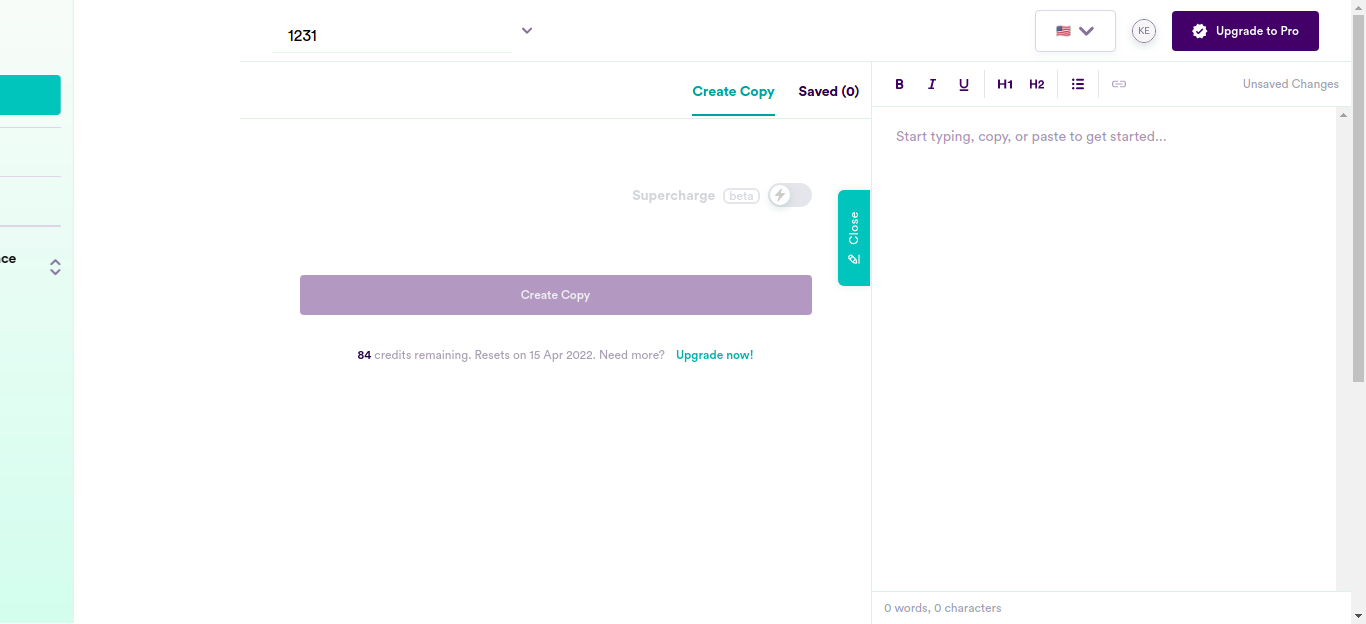 1231
KE
Upgrade to Pro
Create Copy
Saved (0)
B I U H1 H2
Unsaved Changes
Start typing, copy, or paste to get started...
Supercharge beta
Close
ce
Create Copy
84 credits remaining. Resets on 15 Apr 2022. Need more? Upgrade now!
0 words, 0 characters